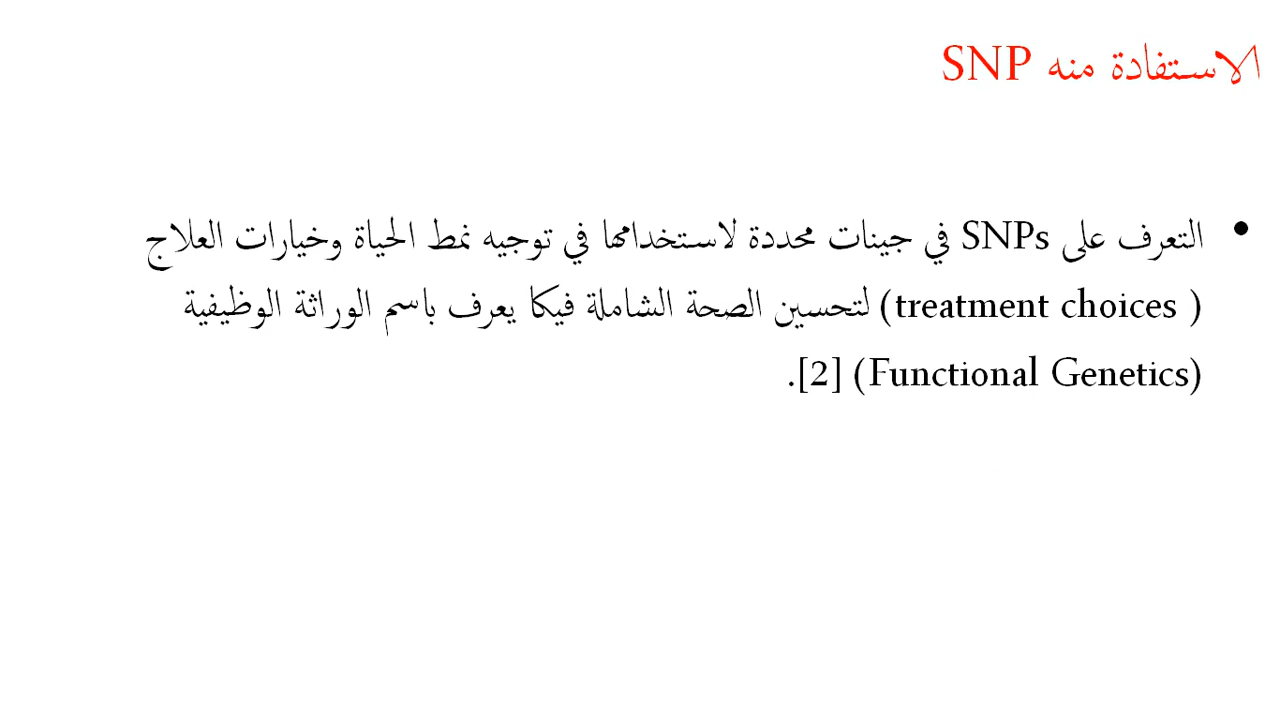 الاستفادة منه SNP
• التعرف على SNPs في جينات محددة لاستخدامها في توجيه نمط الحياة وخيارات العلاج
( treatment choices) لتحسين الصحة الشاملة فيكا يعرف باسم الوراثة الوظيفية
(Functional Genetics) [2].